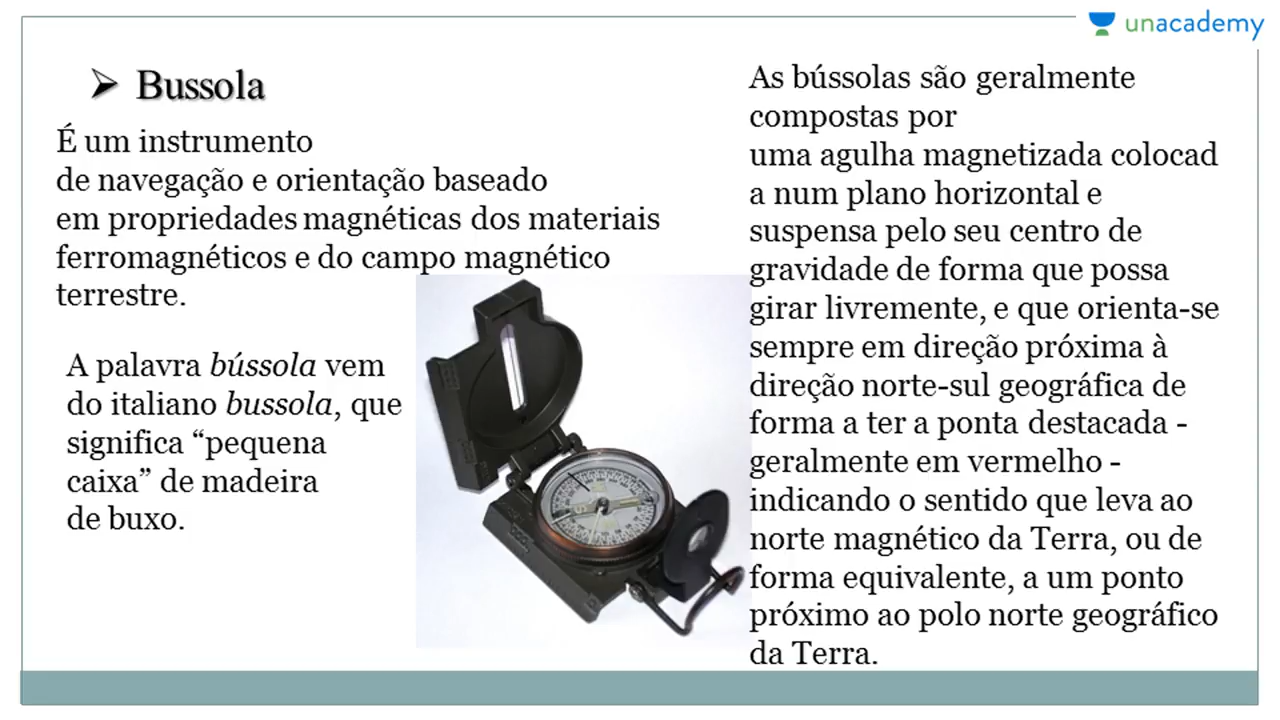 unacademy
Bussola
É um instrumento
de navegação e orientação baseado
em propriedades magnéticas dos materiais
ferromagnéticos e do campo magnético
terrestre.
A palavra bússola vem
do italiano bussola, que
significa “pequena
caixa” de madeira
de buxo.
As bússolas são geralmente
compostas por
uma agulha magnetizada colocad
a num plano horizontal e
suspensa pelo seu centro de
gravidade de forma que possa
girar livremente, e que orienta-se
sempre em direção próxima à
direção norte-sul geográfica de
forma a ter a ponta destacada -
geralmente em vermelho -
indicando o sentido que leva ao
norte magnético da Terra, ou de
forma equivalente, a um ponto
próximo ao polo norte geográfico
da Terra.